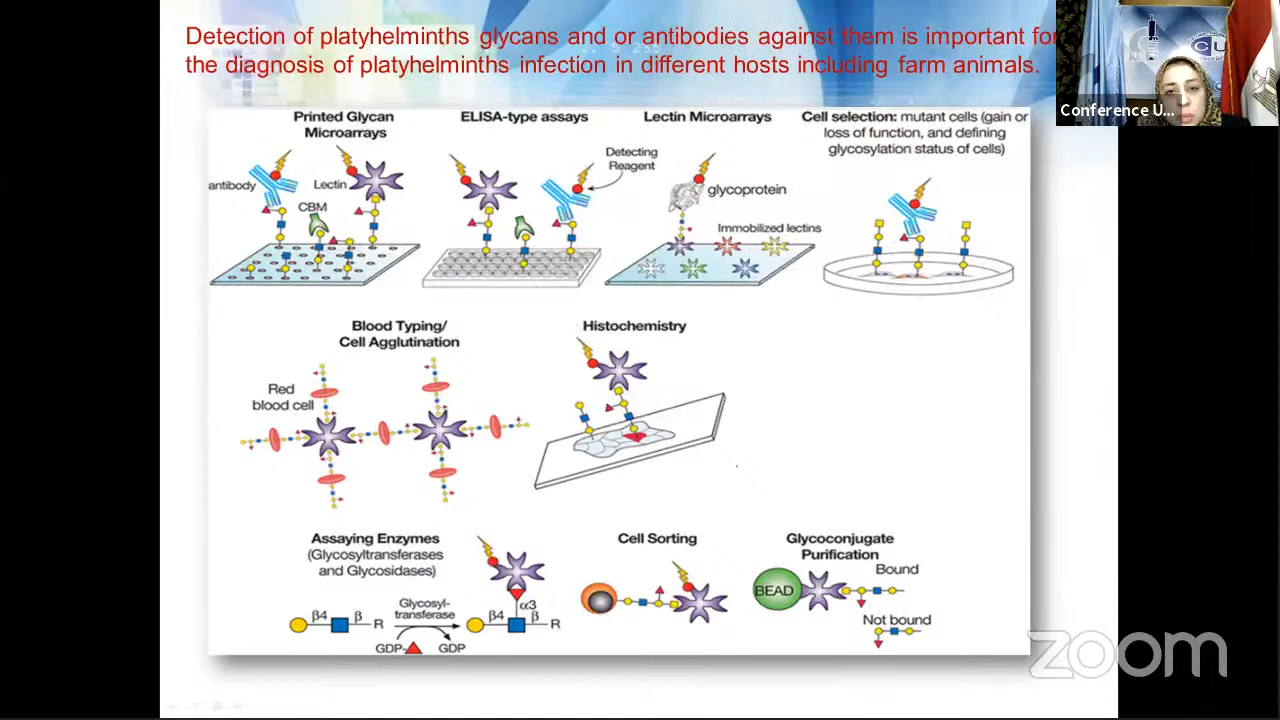 Detection of platyhelminths glycans and or antibodies against them is important for
the diagnosis of platyhelminths infection in different hosts including farm animals.
Conference U...
Printed Glycan
Microarrays
antibody
Lectin
CBM
ELISA-type assays
Detecting
Reagent
Lectin Microarrays
glycoprotein
Immobilized lectins
Cell selection: mutant cells (gain or
loss of function, and defining
glycosylation status of cells)
Blood Typing/
Cell Agglutination
Red
blood cell
Histochemistry
Assaying Enzymes
(Glycosyltransferases
and Glycosidases)
β4
β
R
Glycosyl-
transferase
GDP-
GDP
β4
α3
β
R
Cell Sorting
Glycoconjugate
Purification
BEAD
Bound
Not bound
zoom